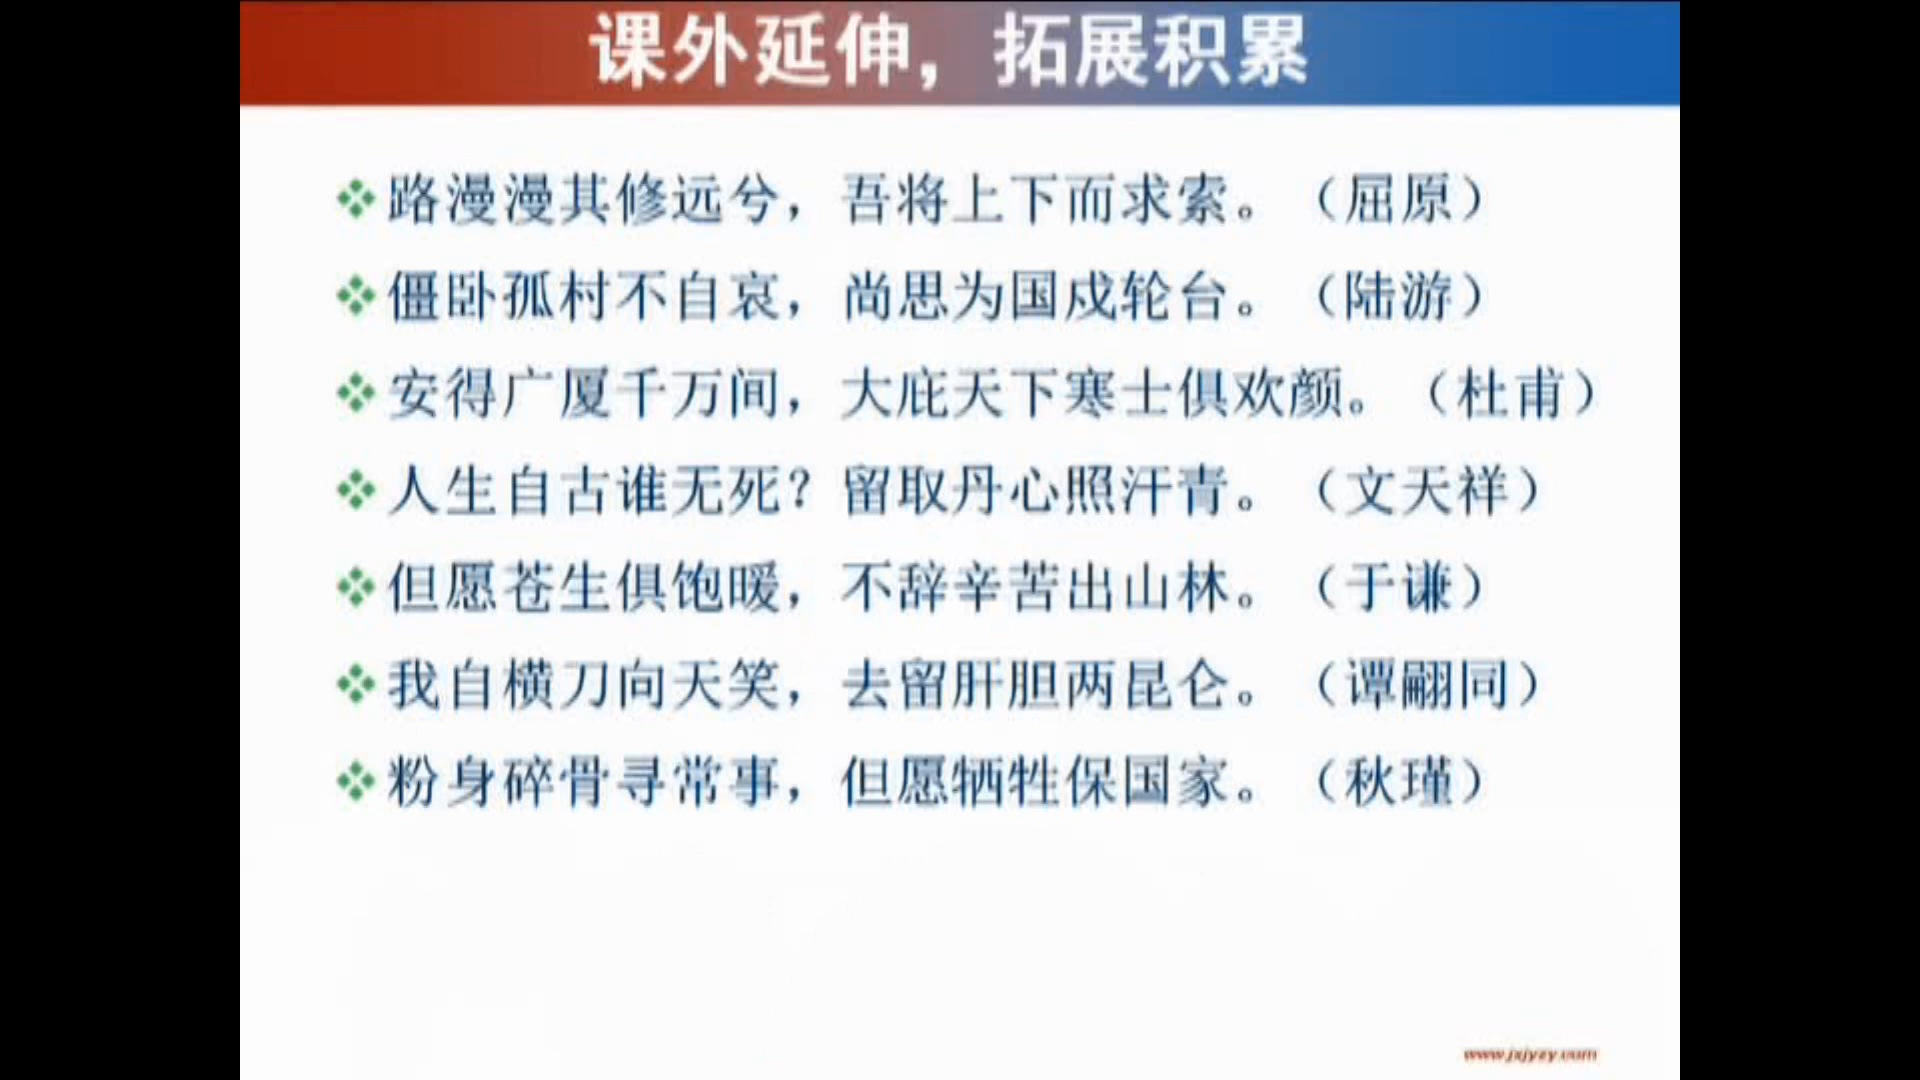 课外延伸，拓展积累
路漫漫其修远兮，吾将上下而求索。（屈原）
僵卧孤村不自哀，尚思为国戍轮台。（陆游）
安得广厦千万间，大庇天下寒士俱欢颜。（杜甫）
人生自古谁无死？留取丹心照汗青。（文天祥）
但愿苍生俱饱暖，不辞辛苦出山林。（于谦）
我自横刀向天笑，去留肝胆两昆仑。（谭翩同）
粉身碎骨寻常事，但愿牺牲保国家。（秋瑾）
www.jxjyzy.com